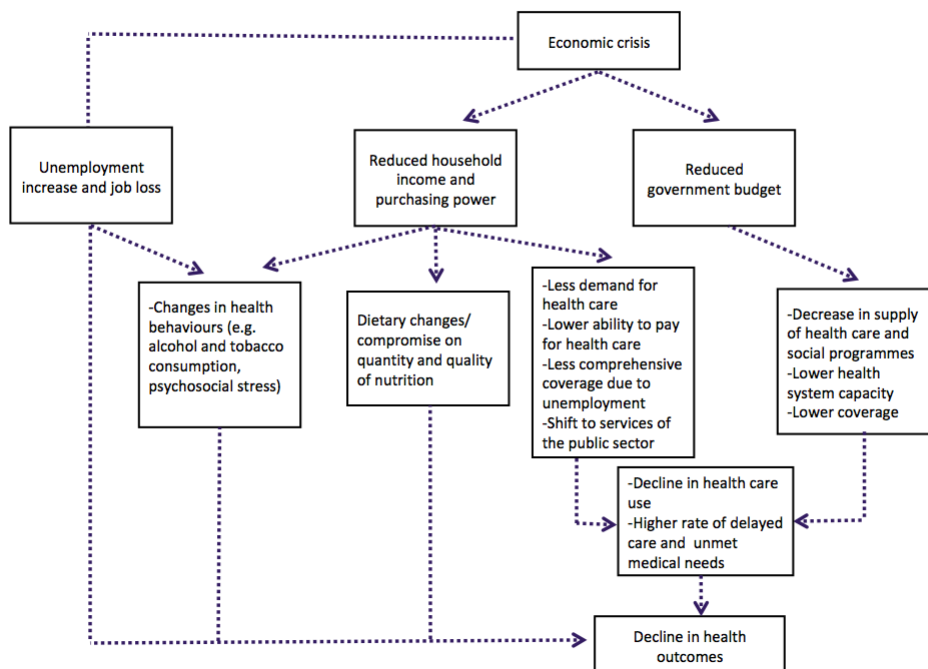 Economic crisis
Unemployment
increase and job loss
Reduced household
income and
purchasing power
Reduced
government budget
-Changes in health
behaviours (e.g.
alcohol and tobacco
consumption,
psychosocial stress)
Dietary changes/
compromise on
quantity and quality
of nutrition
-Less demand for
health care
-Lower ability to pay
for health care
-Less comprehensive
coverage due to
unemployment
-Shift to services of
the public sector
-Decrease in supply
of health care and
social programmes
-Lower health
system capacity
-Lower coverage
-Decline in health care
use
-Higher rate of delayed
care and unmet
medical needs
Decline in health
outcomes